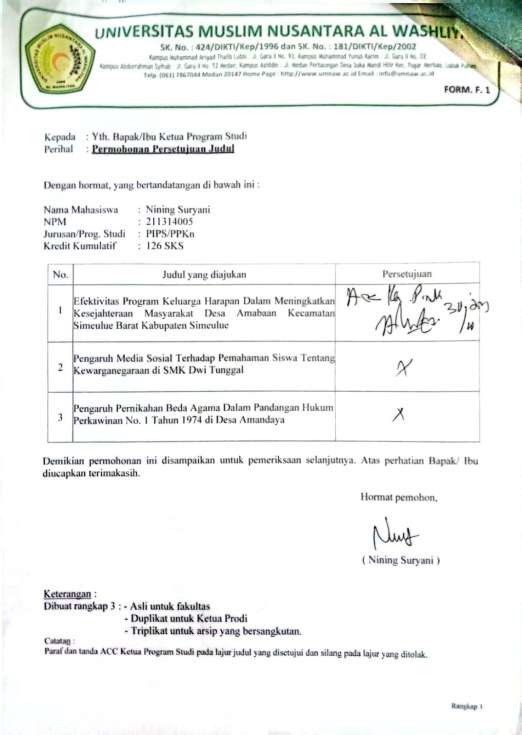 UNIVERSITAS MUSLIM NUSANTARA AL WASHLIY
SK. No. : 424/DIKTI/Kep/1996 dan SK. No. : 181/DIKTI/Kep/2002
Kampus Muhammad Arsyad Thalib Lubis : Jl. Garu II No. 93, Kampus Muhammad Yunus Karim : Jl. Garu II No. 03
Kampus Abdurrahman Syihab : Jl. Garu II No. 52 Medan, Kampus Aziddin : Jl. Medan Perbaungan Desa Suka Mandi Hilir Kec. Pagar Merbau, Lubuk Pakam
Telp. (061) 7867044 Medan 20147 Home Page : http://www.umnaw.ac.id Email : info@umnaw.ac.id
FORM. F. 1
Kepada : Yth. Bapak/Ibu Ketua Program Studi
Perihal : Permohonan Persetujuan Judul
Dengan hormat, yang bertandatangan di bawah ini :
Nama Mahasiswa : Nining Suryani
NPM : 211314005
Jurusan/Prog. Studi : PIPS/PPKn
Kredit Kumulatif : 126 SKS
No. Judul yang diajukan Persetujuan
1 Efektivitas Program Keluarga Harapan Dalam Meningkatkan
Kesejahteraan Masyarakat Desa Amabaan Kecamatan
Simeulue Barat Kabupaten Simeulue
Acc
2 Pengaruh Media Sosial Terhadap Pemahaman Siswa Tentang
Kewarganegaraan di SMK Dwi Tunggal
X
3 Pengaruh Pernikahan Beda Agama Dalam Pandangan Hukum
Perkawinan No. 1 Tahun 1974 di Desa Amandaya
X
Demikian permohonan ini disampaikan untuk pemeriksaan selanjutnya. Atas perhatian Bapak/ Ibu
diucapkan terimakasih.
Hormat pemohon,
( Nining Suryani )
Keterangan :
Dibuat rangkap 3 : - Asli untuk fakultas
- Duplikat untuk Ketua Prodi
- Triplikat untuk arsip yang bersangkutan.
Catatan :
Paraf dan tanda ACC Ketua Program Studi pada lajur judul yang disetujui dan silang pada lajur yang ditolak.
Rangkap 1